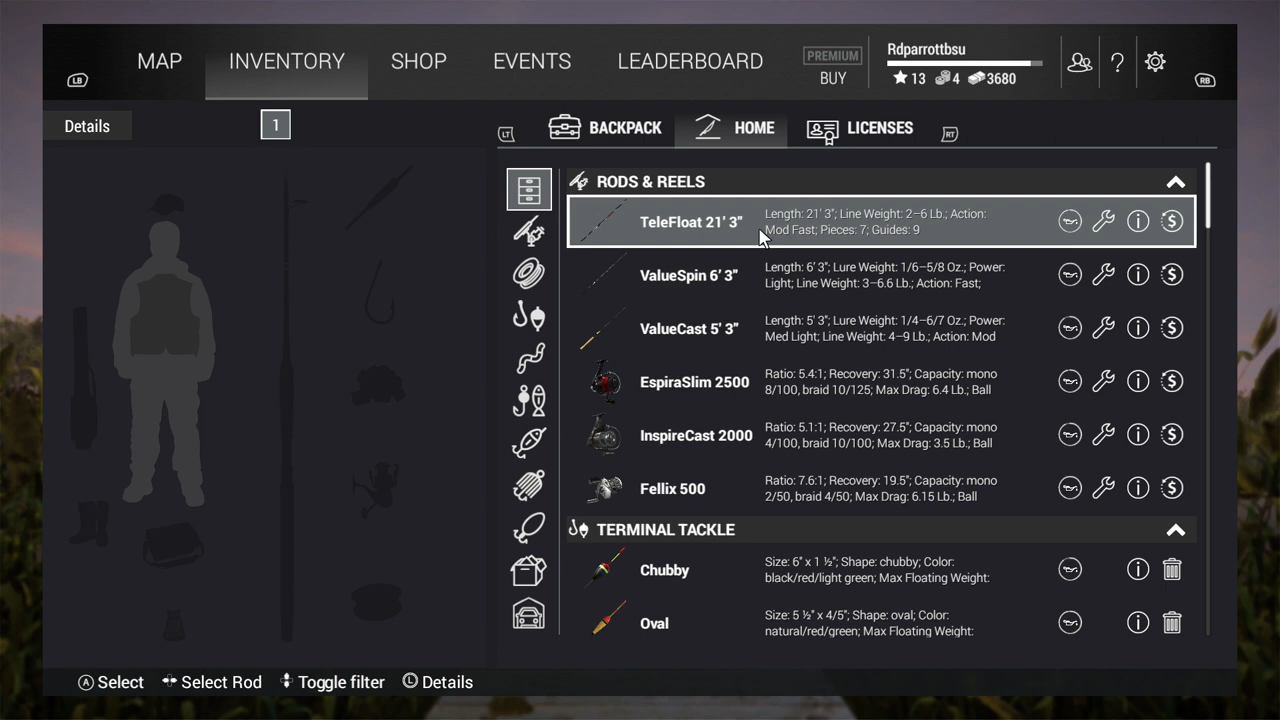 MAP
INVENTORY
SHOP
EVENTS
LEADERBOARD
PREMIUM
BUY
Rdparrottbsu
13 4 3680
?
LB
RB
Details
1
LT
BACKPACK
HOME
LICENSES
RT
RODS & REELS
TeleFloat 21' 3"
Length: 21' 3"; Line Weight: 2–6 Lb.; Action:
Mod Fast; Pieces: 7; Guides: 9
ValueSpin 6' 3"
Length: 6' 3"; Lure Weight: 1/6–5/8 Oz.; Power:
Light; Line Weight: 3–6.6 Lb.; Action: Fast;
ValueCast 5' 3"
Length: 5' 3"; Lure Weight: 1/4–6/7 Oz.; Power:
Med Light; Line Weight: 4–9 Lb.; Action: Mod
EspiraSlim 2500
Ratio: 5.4:1; Recovery: 31.5"; Capacity: mono
8/100, braid 10/125; Max Drag: 6.4 Lb.; Ball
InspireCast 2000
Ratio: 5.1:1; Recovery: 27.5"; Capacity: mono
4/100, braid 10/100; Max Drag: 3.5 Lb.; Ball
Fellix 500
Ratio: 7.6:1; Recovery: 19.5"; Capacity: mono
2/50, braid 4/50; Max Drag: 6.15 Lb.; Ball
TERMINAL TACKLE
Chubby
Size: 6" x 1 ½"; Shape: chubby; Color:
black/red/light green; Max Floating Weight:
Oval
Size: 5 ½" x 4/5"; Shape: oval; Color:
natural/red/green; Max Floating Weight:
A Select
Select Rod
Toggle filter
L Details